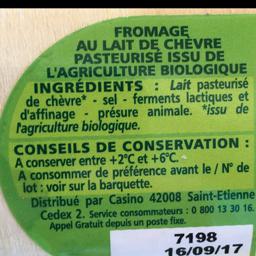 FROMAGE
AU LAIT DE CHÈVRE
PASTEURISÉ ISSU DE
L'AGRICULTURE BIOLOGIQUE
INGRÉDIENTS : Lait pasteurisé
de chèvre* - sel - ferments lactiques et
d'affinage - présure animale. *issu de
l'agriculture biologique.
CONSEILS DE CONSERVATION :
A conserver entre +2°C et +6°C.
A consommer de préférence avant le / N° de
lot : voir sur la barquette.
Distribué par Casino 42008 Saint-Etienne
Cedex 2. Service consommateurs : 0 800 13 30 16.
Appel Gratuit depuis un poste fixe.
7198
16/09/17